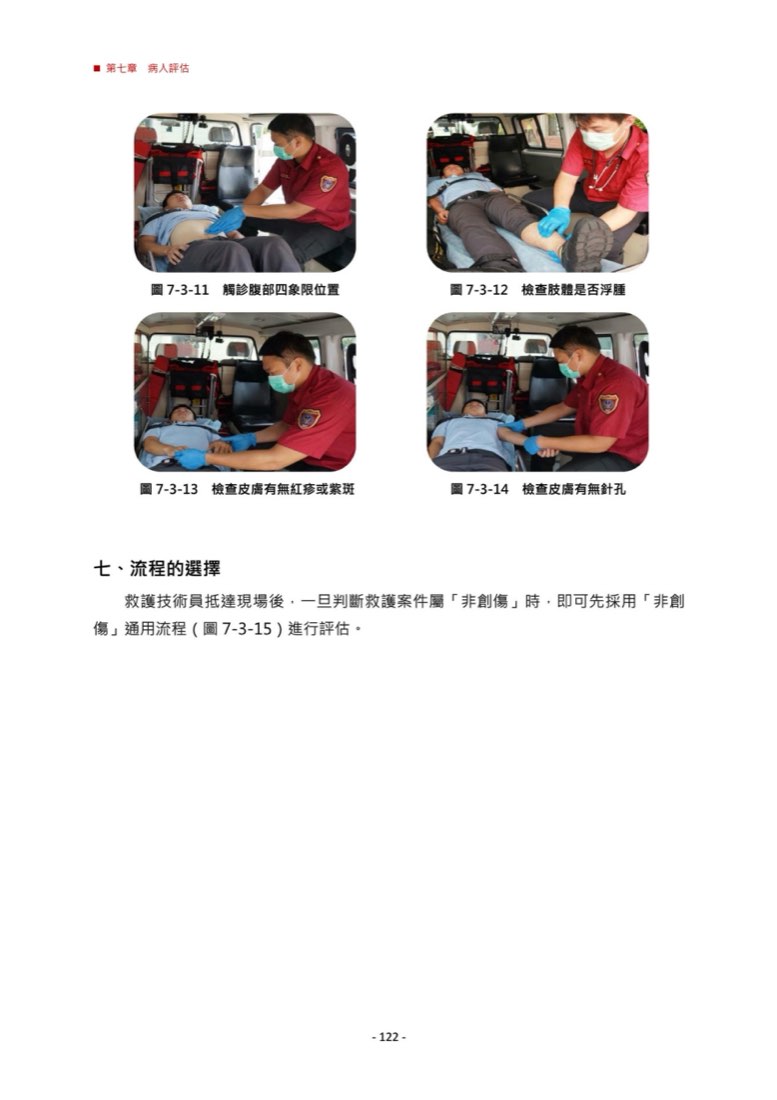 ■ 第七章　病人評估
圖 7-3-11　觸診腹部四象限位置
圖 7-3-12　檢查肢體是否浮腫
圖 7-3-13　檢查皮膚有無紅疹或紫斑
圖 7-3-14　檢查皮膚有無針孔
七、流程的選擇
救護技術員抵達現場後，一旦判斷救護案件屬「非創傷」時，即可先採用「非創
傷」通用流程（圖 7-3-15）進行評估。
- 122 -